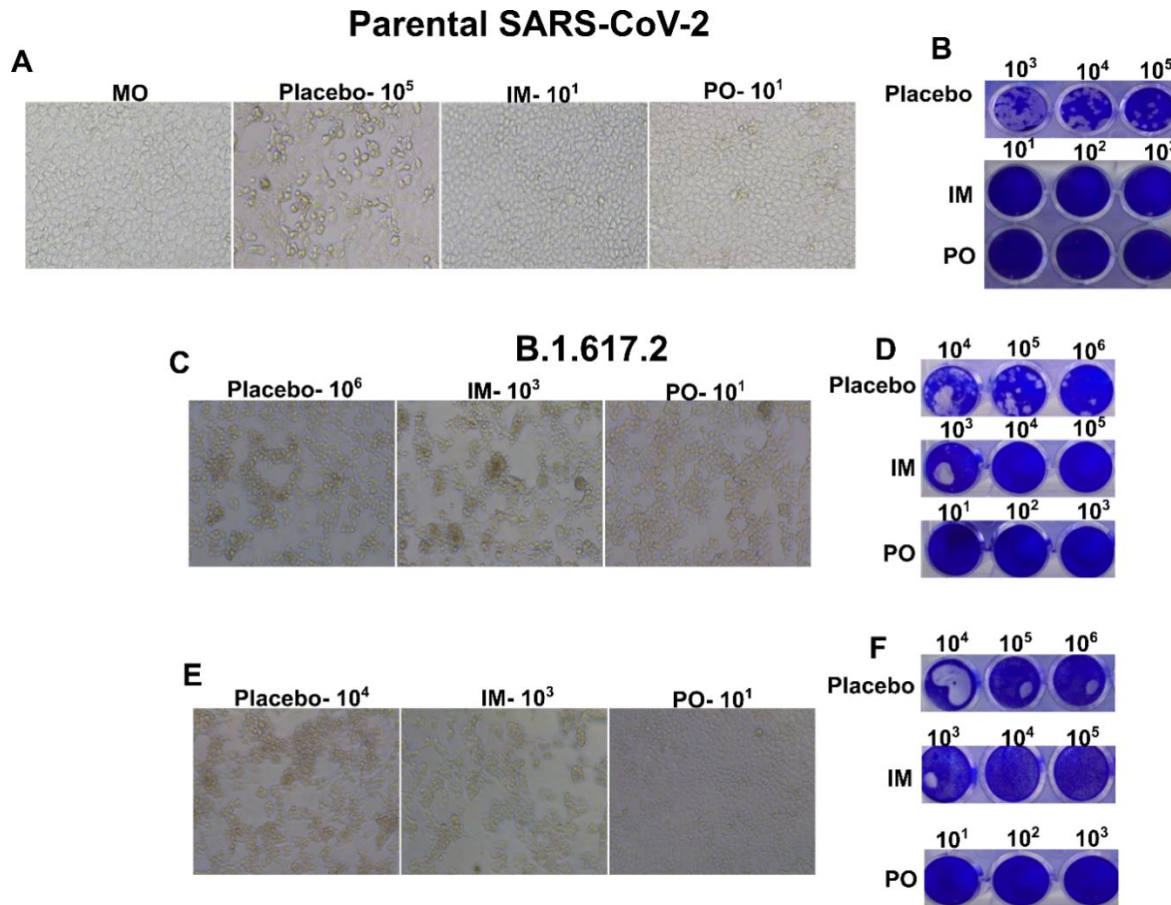 Parental SARS-CoV-2
A
MO Placebo- 10⁵ IM- 10¹ PO- 10¹
B
10³ 10⁴ 10⁵
Placebo
10¹ 10² 10³
IM
PO
B.1.617.2
C
Placebo- 10⁶ IM- 10³ PO- 10¹
D
10⁴ 10⁵ 10⁶
Placebo
10³ 10⁴ 10⁵
IM
10¹ 10² 10³
PO
E
Placebo- 10⁴ IM- 10³ PO- 10¹
F
10⁴ 10⁵ 10⁶
Placebo
10³ 10⁴ 10⁵
IM
10¹ 10² 10³
PO